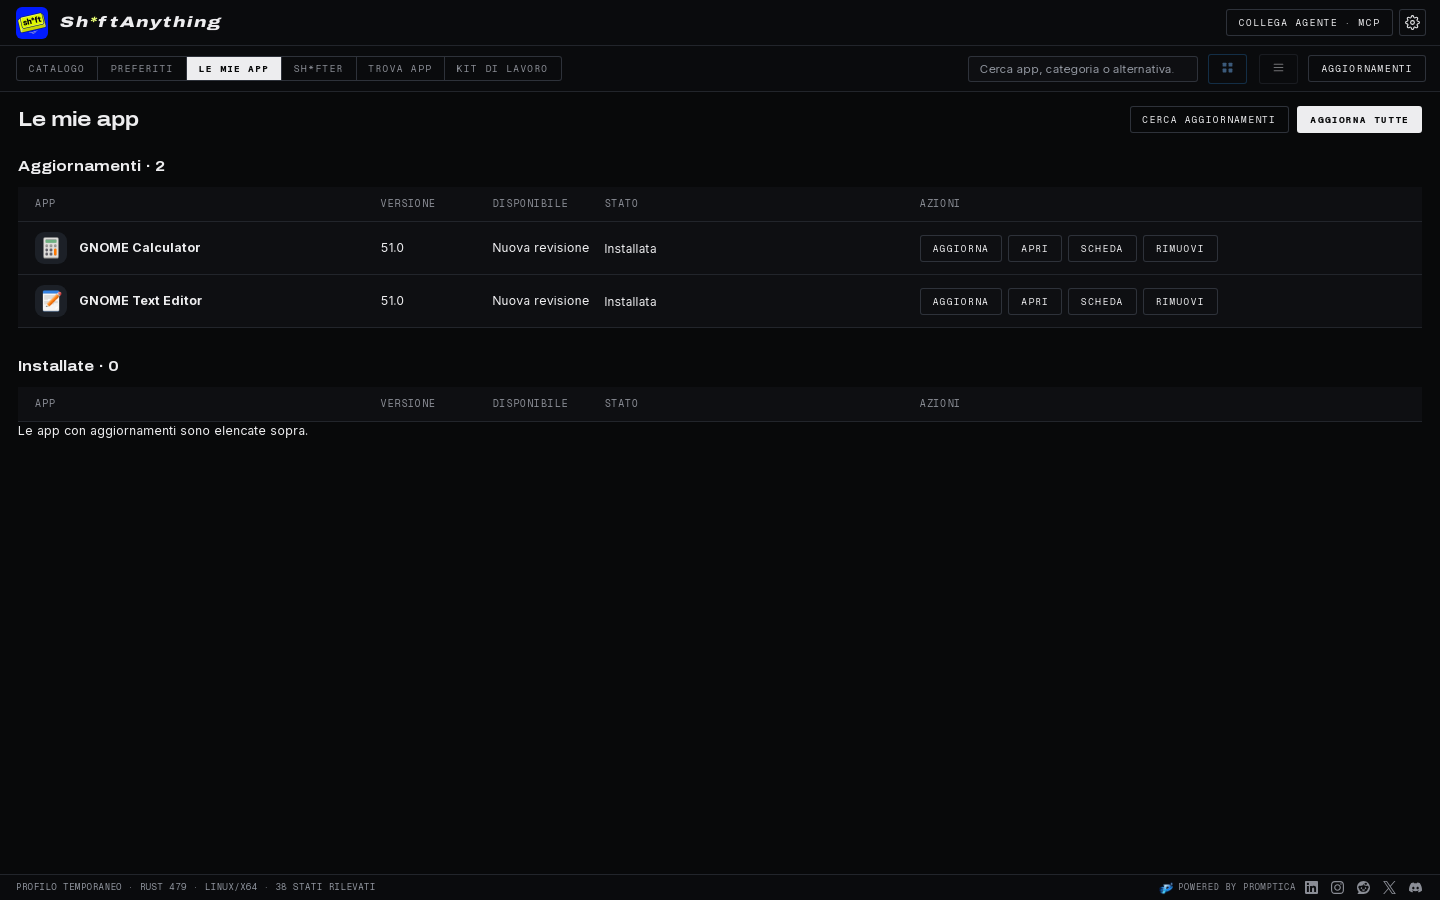 sh*ft
Sh*ftAnything
COLLEGA AGENTE · MCP
CATALOGO
PREFERITI
LE MIE APP
SH*FTER
TROVA APP
KIT DI LAVORO
Cerca app, categoria o alternativa.
AGGIORNAMENTI
Le mie app
CERCA AGGIORNAMENTI
AGGIORNA TUTTE
Aggiornamenti · 2
APP VERSIONE DISPONIBILE STATO AZIONI
GNOME Calculator 51.0 Nuova revisione Installata AGGIORNA APRI SCHEDA RIMUOVI
GNOME Text Editor 51.0 Nuova revisione Installata AGGIORNA APRI SCHEDA RIMUOVI
Installate · 0
APP VERSIONE DISPONIBILE STATO AZIONI
Le app con aggiornamenti sono elencate sopra.
PROFILO TEMPORANEO · RUST 479 · LINUX/X64 · 38 STATI RILEVATI
POWERED BY PROMPTICA